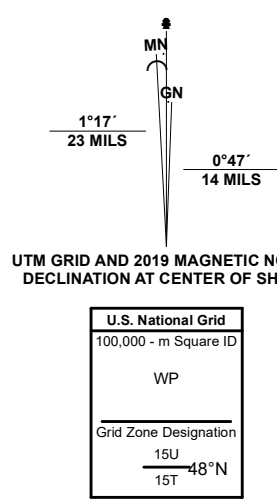 MN
GN
1°17´
23 MILS
0°47´
14 MILS
UTM GRID AND 2019 MAGNETIC NO
DECLINATION AT CENTER OF SH
U.S. National Grid
100,000 - m Square ID
WP
Grid Zone Designation
15U
48°N
15T